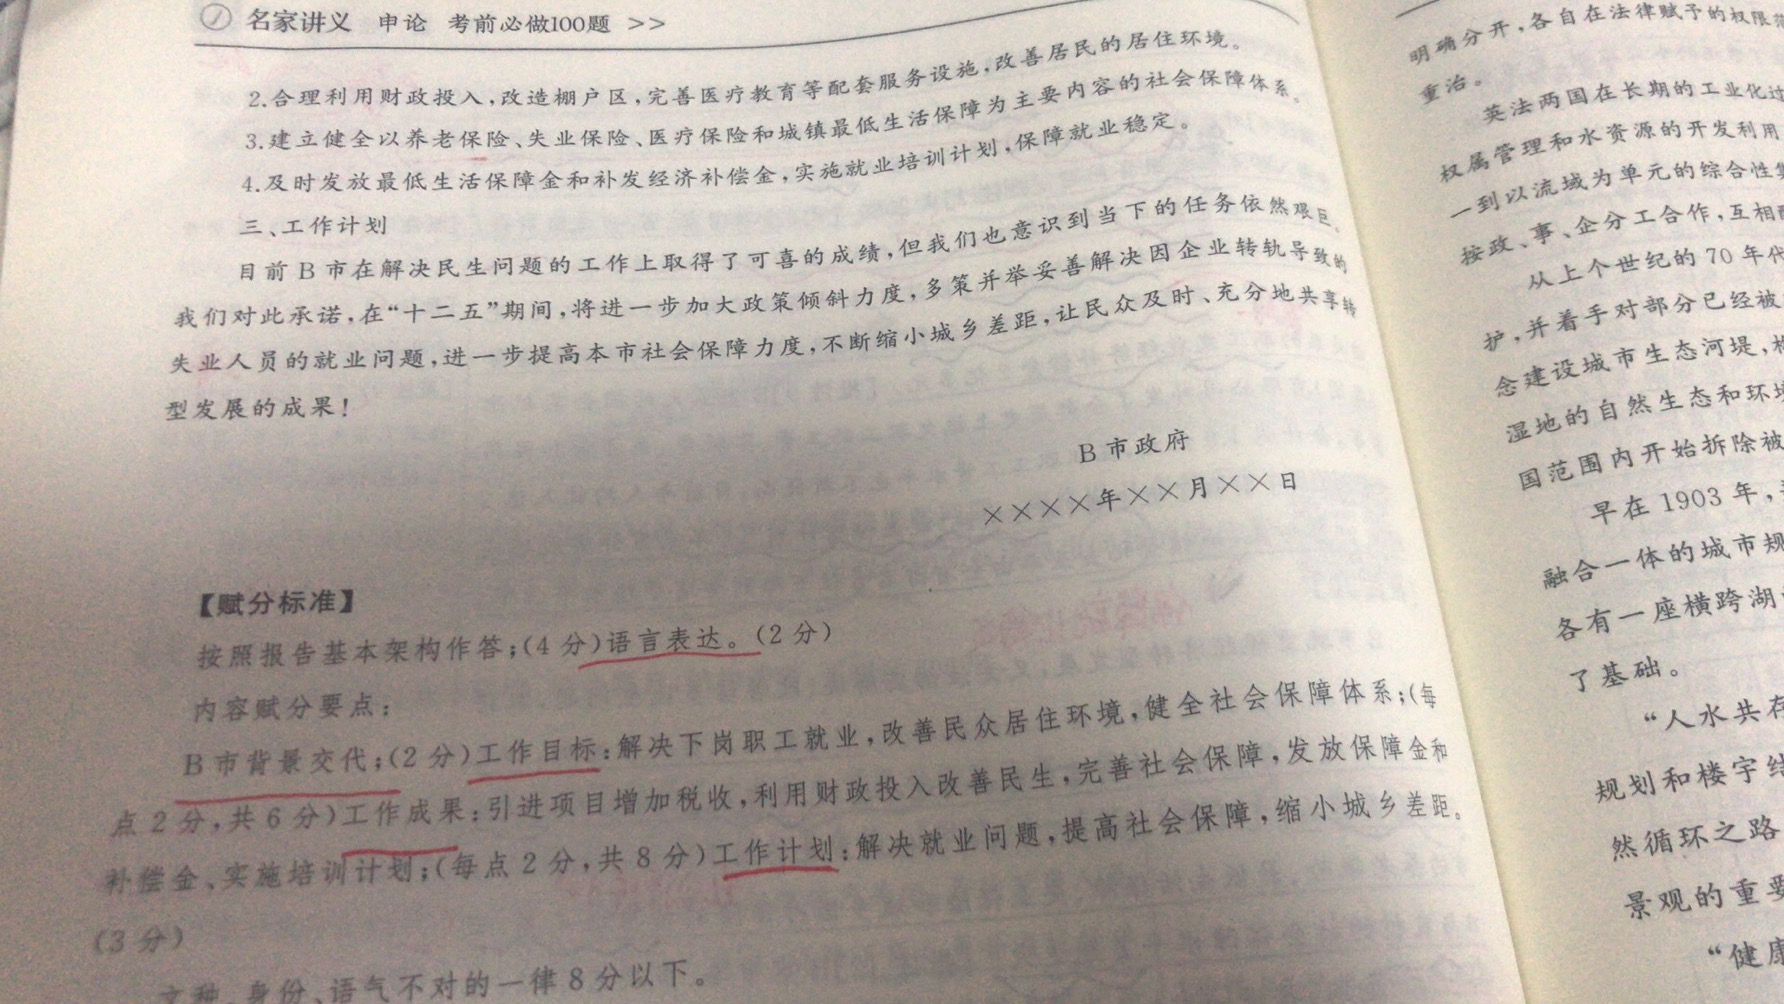 名家讲义 申论 考前必做100题 >>
2.合理利用财政投入,改造棚户区,完善医疗教育等配套服务设施,改善居民的居住环境。
3.建立健全以养老保险、失业保险、医疗保险和城镇最低生活保障为主要内容的社会保障体系。
4.及时发放最低生活保障金和补发经济补偿金,实施就业培训计划,保障就业稳定。
三、工作计划
目前B市在解决民生问题的工作上取得了可喜的成绩,但我们也意识到当下的任务依然艰巨。
我们对此承诺,在“十二五”期间,将进一步加大政策倾斜力度,多策并举妥善解决因企业转轨导致的
失业人员的就业问题,进一步提高本市社会保障力度,不断缩小城乡差距,让民众及时、充分地共享转
型发展的成果!
B市政府
××××年××月××日
【赋分标准】
按照报告基本架构作答;(4分)语言表达。(2分)
内容赋分要点:
B市背景交代;(2分)工作目标:解决下岗职工就业,改善民众居住环境,健全社会保障体系;(每
点2分,共6分)工作成果:引进项目增加税收,利用财政投入改善民生,完善社会保障,发放保障金和
补偿金、实施培训计划;(每点2分,共8分)工作计划:解决就业问题,提高社会保障,缩小城乡差距。
(3分)
文种、身份、语气不对的一律8分以下。
明确分开,各自在法律赋予的权限
重治。
英法两国在长期的工业化过
权属管理和水资源的开发利用
一到以流域为单元的综合性
按政、事、企分工合作,互相
从上个世纪的70年代
护,并着手对部分已经被
念建设城市生态河堤,
湿地的自然生态和环境
国范围内开始拆除被
早在1903年,
融合一体的城市规
各有一座横跨湖
了基础。
“人水共存
规划和楼宇
然循环之路
景观的重要
“健康